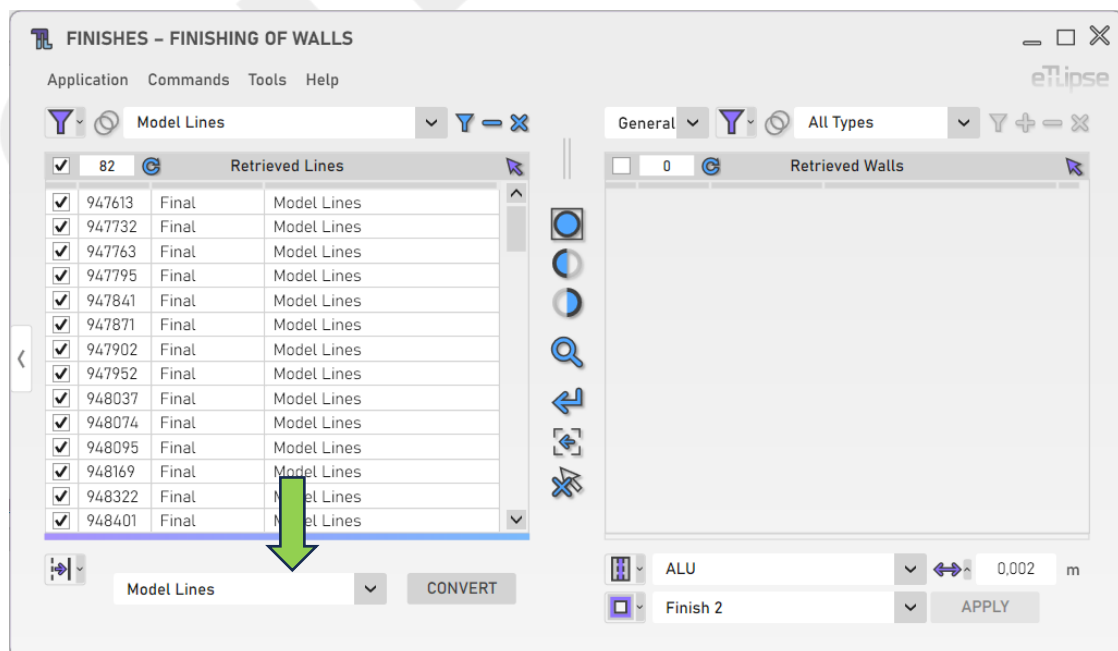 FINISHES – FINISHING OF WALLS
Application Commands Tools Help
eTLipse
Model Lines
General All Types
82 Retrieved Lines
0 Retrieved Walls
947613 Final Model Lines
947732 Final Model Lines
947763 Final Model Lines
947795 Final Model Lines
947841 Final Model Lines
947871 Final Model Lines
947902 Final Model Lines
947952 Final Model Lines
948037 Final Model Lines
948074 Final Model Lines
948095 Final Model Lines
948169 Final Model Lines
948322 Final Lines
948401 Final Lines
Model Lines CONVERT
ALU 0,002 m
Finish 2 APPLY